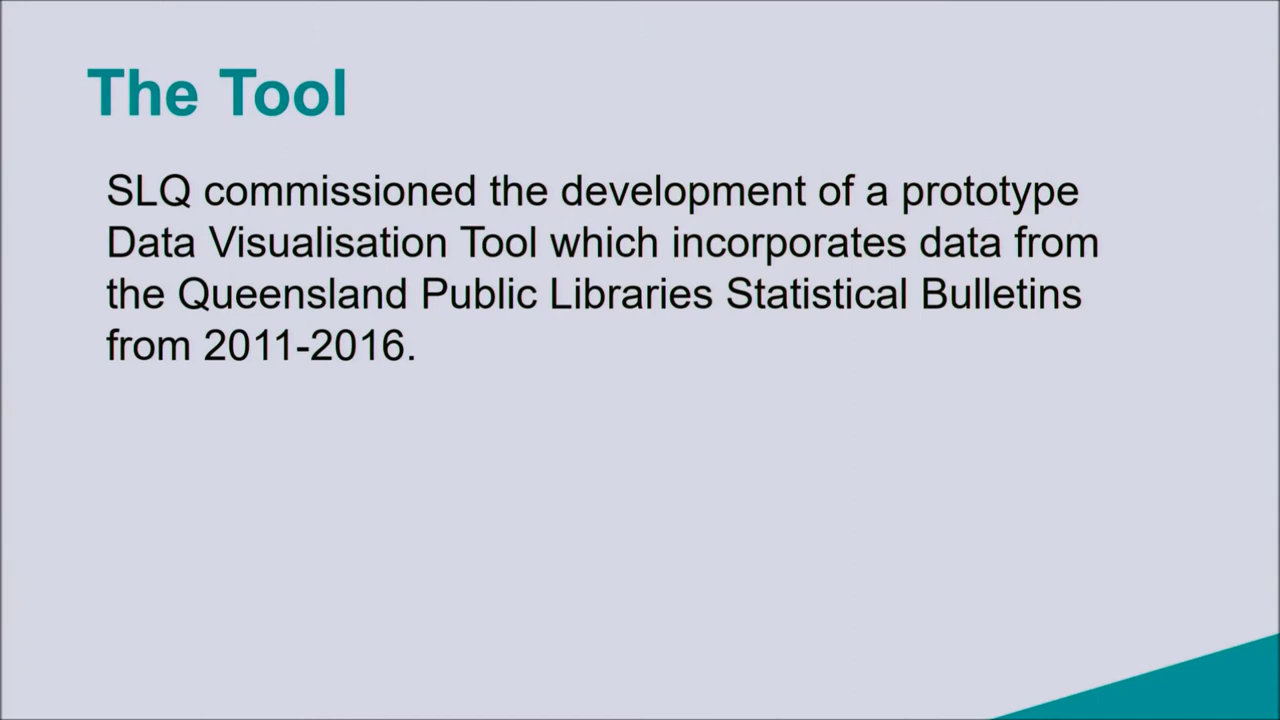 The Tool
SLQ commissioned the development of a prototype
Data Visualisation Tool which incorporates data from
the Queensland Public Libraries Statistical Bulletins
from 2011-2016.